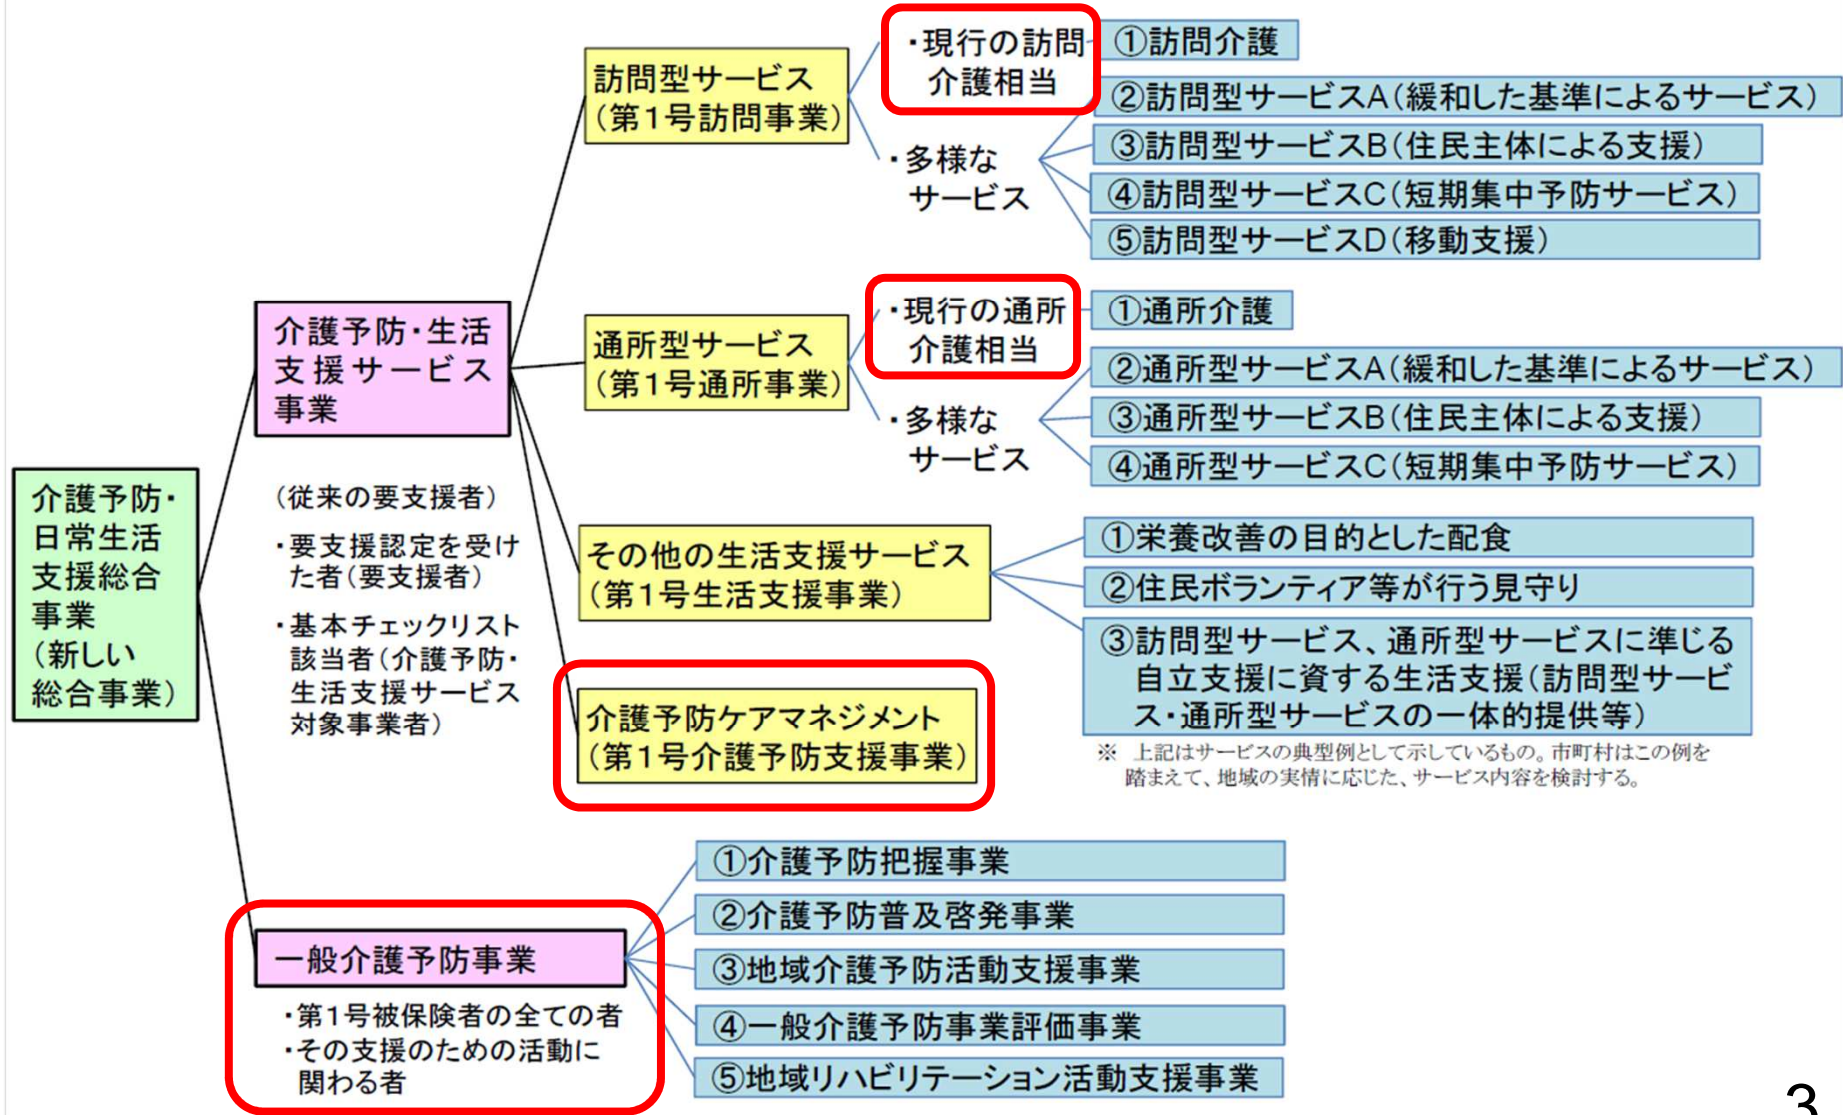 介護予防・
日常生活
支援総合
事業
（新しい
総合事業）
介護予防・生活
支援サービス
事業
（従来の要支援者）
・要支援認定を受け
た者（要支援者）
・基本チェックリスト
該当者（介護予防・
生活支援サービス
対象事業者）
訪問型サービス
（第１号訪問事業）
・現行の訪問
介護相当
①訪問介護
・多様な
サービス
②訪問型サービスA（緩和した基準によるサービス）
③訪問型サービスB（住民主体による支援）
④訪問型サービスC（短期集中予防サービス）
⑤訪問型サービスD（移動支援）
通所型サービス
（第１号通所事業）
・現行の通所
介護相当
①通所介護
・多様な
サービス
②通所型サービスA（緩和した基準によるサービス）
③通所型サービスB（住民主体による支援）
④通所型サービスC（短期集中予防サービス）
その他の生活支援サービス
（第１号生活支援事業）
①栄養改善の目的とした配食
②住民ボランティア等が行う見守り
③訪問型サービス、通所型サービスに準じる
自立支援に資する生活支援（訪問型サービ
ス・通所型サービスの一体的提供等）
※　上記はサービスの典型例として示しているもの。市町村はこの例を
踏まえて、地域の実情に応じた、サービス内容を検討する。
介護予防ケアマネジメント
（第１号介護予防支援事業）
一般介護予防事業
・第１号被保険者の全ての者
・その支援のための活動に
関わる者
①介護予防把握事業
②介護予防普及啓発事業
③地域介護予防活動支援事業
④一般介護予防事業評価事業
⑤地域リハビリテーション活動支援事業
3